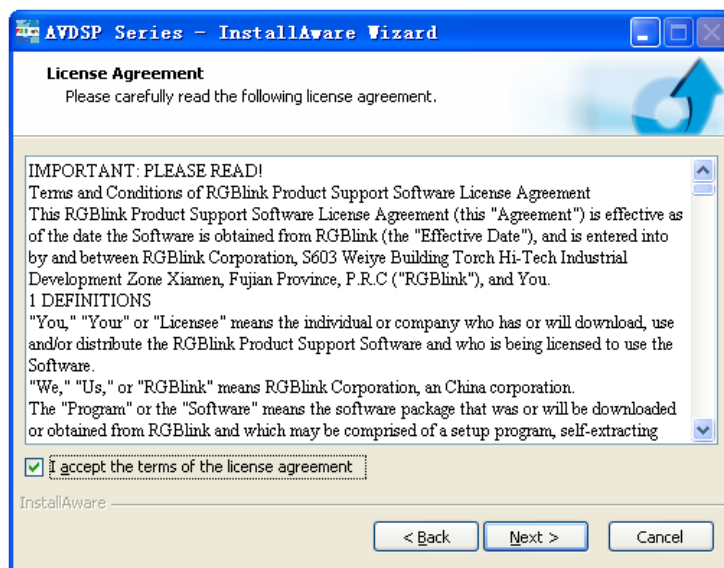 AVDSP Series - InstallAware Wizard
License Agreement
Please carefully read the following license agreement.
IMPORTANT: PLEASE READ!
Terms and Conditions of RGBlink Product Support Software License Agreement
This RGBlink Product Support Software License Agreement (this "Agreement") is effective as
of the date the Software is obtained from RGBlink (the "Effective Date"), and is entered into
by and between RGBlink Corporation, S603 Weiye Building Torch Hi-Tech Industrial
Development Zone Xiamen, Fujian Province, P.R.C ("RGBlink"), and You.
1 DEFINITIONS
"You," "Your" or "Licensee" means the individual or company who has or will download, use
and/or distribute the RGBlink Product Support Software and who is being licensed to use the
Software.
"We," "Us," or "RGBlink" means RGBlink Corporation, an China corporation.
The "Program" or the "Software" means the software package that was or will be downloaded
or obtained from RGBlink and which may be comprised of a setup program, self-extracting
I accept the terms of the license agreement
InstallAware
< Back
Next >
Cancel